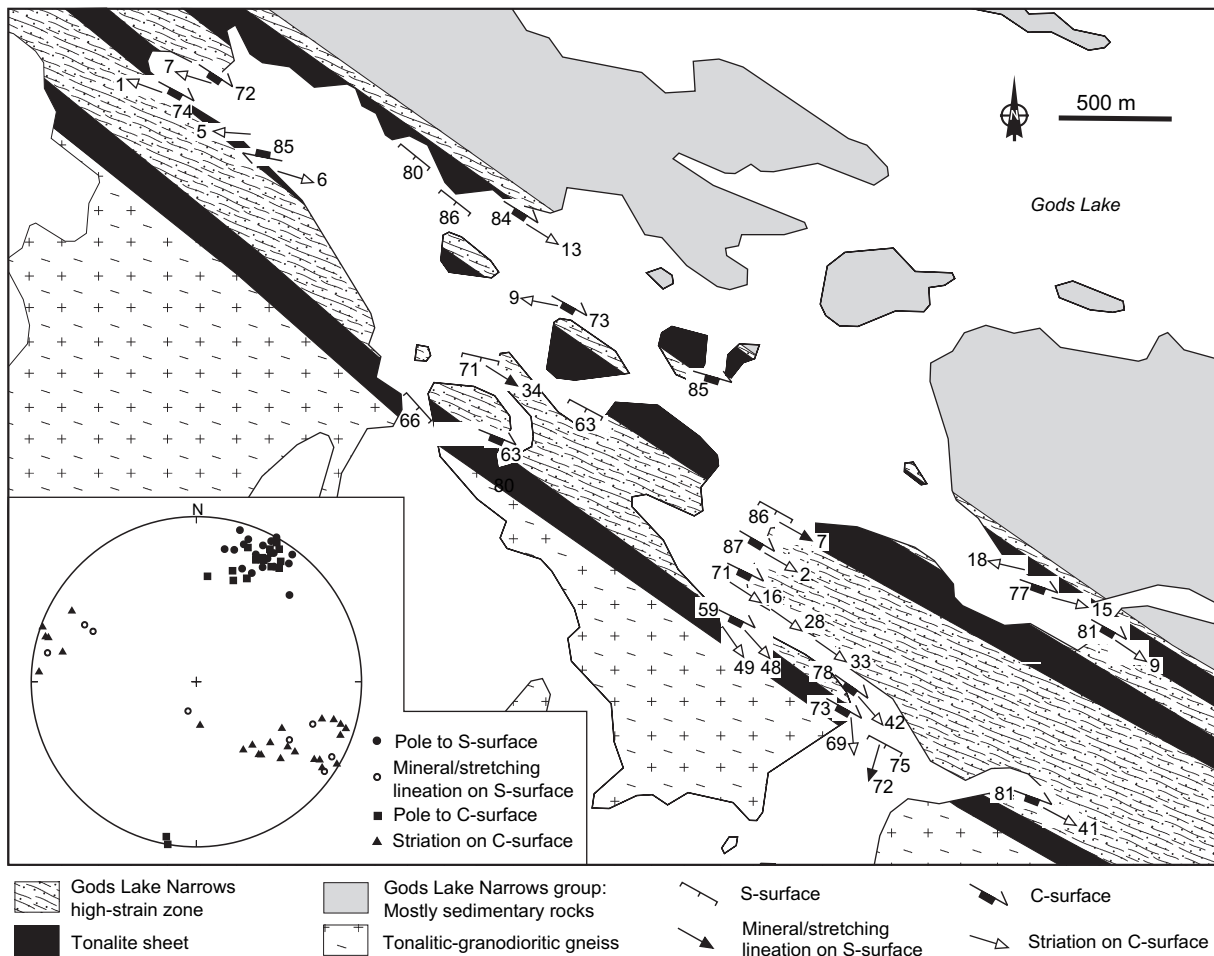 N
500 m
Gods Lake
7
1
72
74
5
85
6
80
86
84
13
9
73
71
34
85
66
63
63
80
86
7
87
2
71
16
59
28
18
77
15
81
9
49
48
33
78
73
42
69
75
72
81
41
N
Pole to S-surface
Mineral/stretching
lineation on S-surface
Pole to C-surface
Striation on C-surface
Gods Lake Narrows
high-strain zone
Tonalite sheet
Gods Lake Narrows group:
Mostly sedimentary rocks
Tonalitic-granodioritic gneiss
S-surface
Mineral/stretching
lineation on S-surface
C-surface
Striation on C-surface